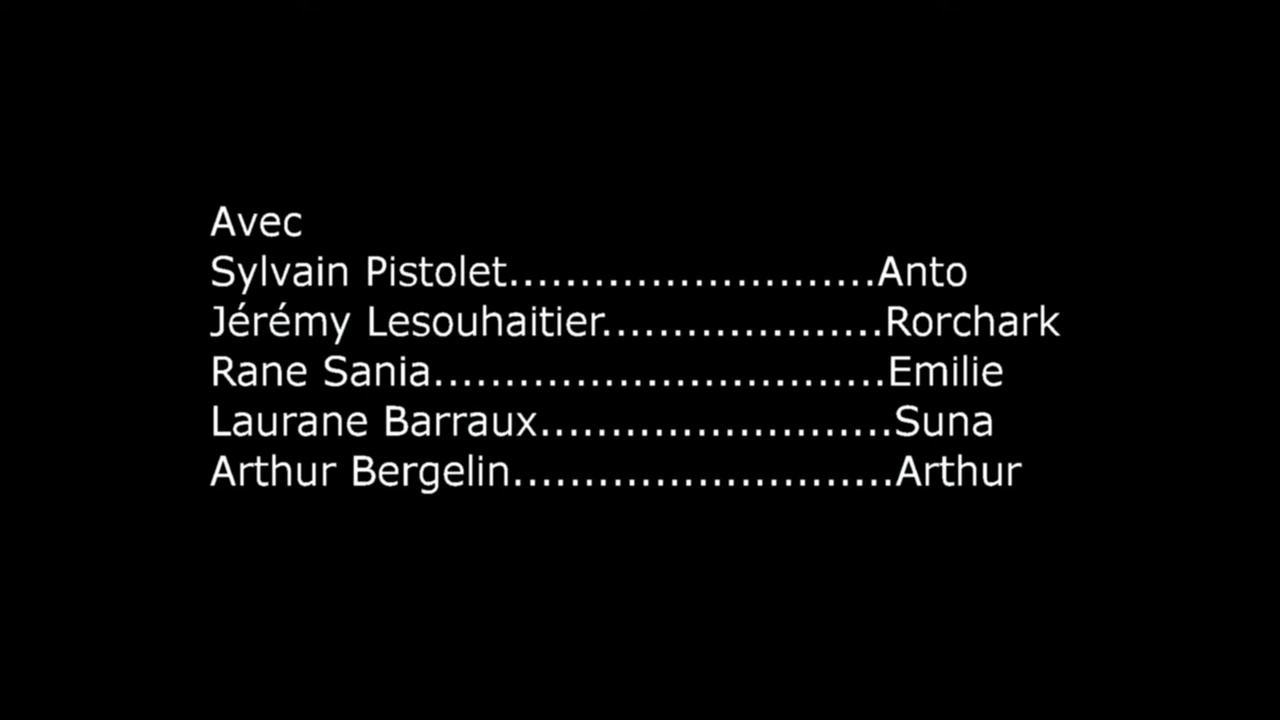 Avec
Sylvain Pistolet..........................Anto
Jérémy Lesouhaitier....................Rorchark
Rane Sania................................Emilie
Laurane Barraux.........................Suna
Arthur Bergelin...........................Arthur